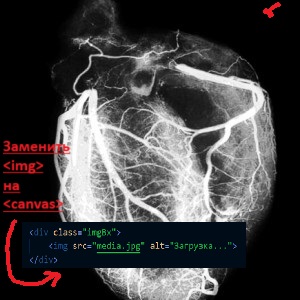 Заменить
<img>
на
<canvas>
<div class="imgBx">
<img src="media.jpg" alt="Загрузка...">
</div>